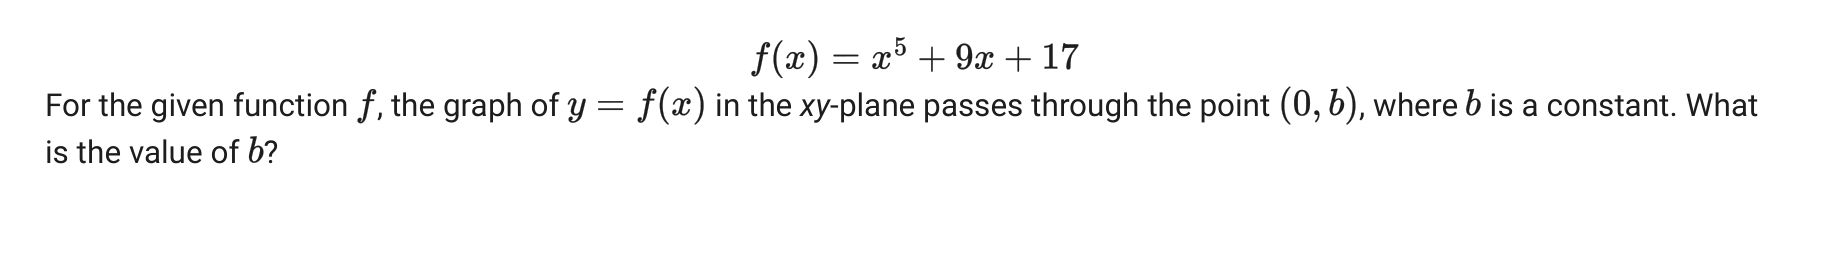 f(x) = x⁵ + 9x + 17
For the given function f, the graph of y = f(x) in the xy-plane passes through the point (0, b), where b is a constant. What
is the value of b?